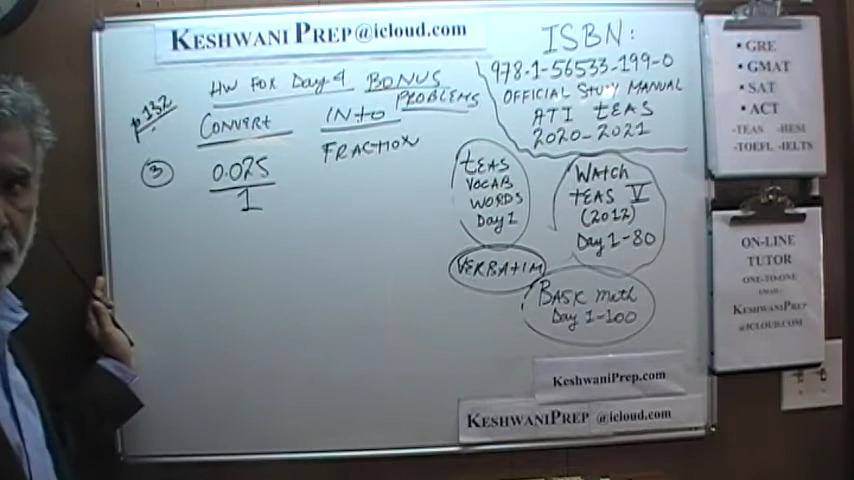 KESHWANI PREP@icloud.com
HW FOR Day 4 BONUS
PROBLEMS
p 132
CONVERT INTO
FRACTION
3
0.025
1
ISBN:
978-1-56533-199-0
OFFICIAL STUDY MANUAL
ATI TEAS
2020-2021
TEAS
VOCAB
WORDS
Day 1
VERBATIM
WATCH
TEAS V
(2012)
Day 1-80
BASIC Math
Day 1-100
KeshwaniPrep.com
KESHWANIPREP @icloud.com
• GRE
• GMAT
• SAT
• ACT
-TEAS -HESI
-TOEFL -IELTS
ON-LINE
TUTOR
ONE-TO-ONE
KESHWANIPREP
@ICLOUD.COM